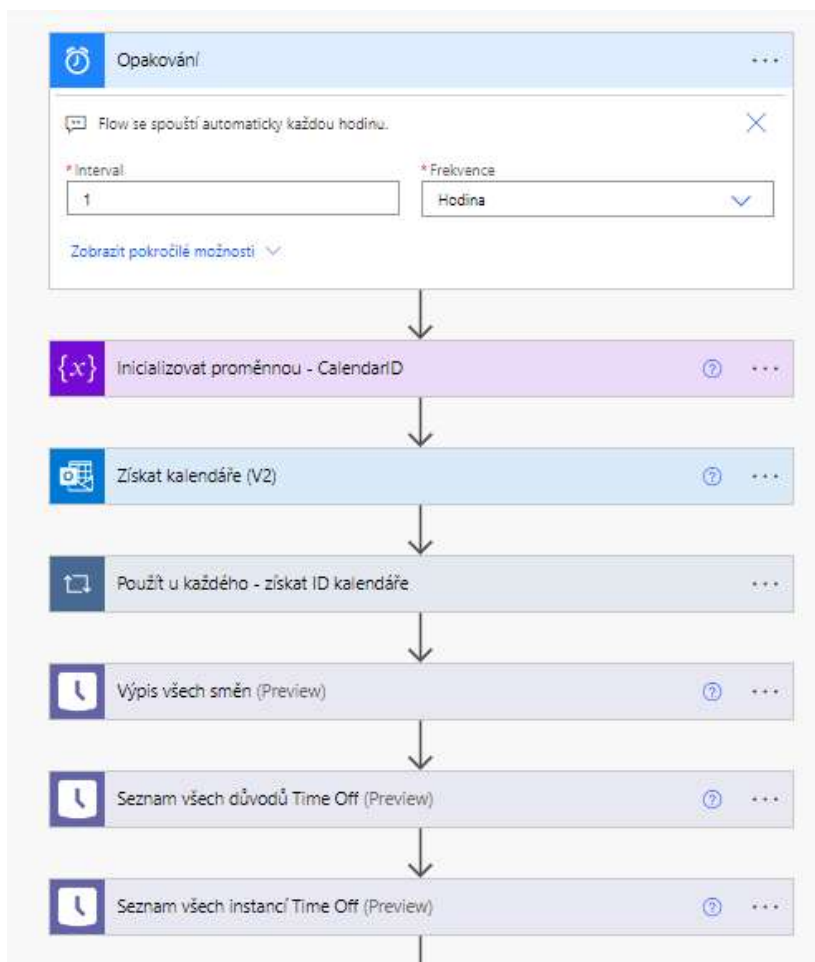 Opakování
Flow se spouští automaticky každou hodinu.
* Interval
* Frekvence
1
Hodina
Zobrazit pokročilé možnosti
{x} Inicializovat proměnnou - CalendarID
Získat kalendáře (V2)
Použít u každého - získat ID kalendáře
Výpis všech směn (Preview)
Seznam všech důvodů Time Off (Preview)
Seznam všech instancí Time Off (Preview)